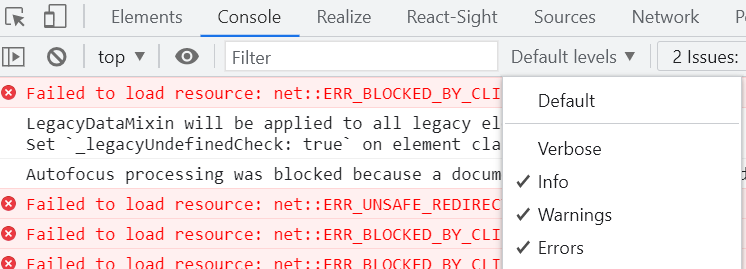 Elements Console Realize React-Sight Sources Network
top Filter Default levels 2 Issues:
Failed to load resource: net::ERR_BLOCKED_BY_CLI
Default
LegacyDataMixin will be applied to all legacy el
Set `_legacyUndefinedCheck: true` on element cla
Verbose
Autofocus processing was blocked because a docum
Info
Failed to load resource: net::ERR_UNSAFE_REDIREC
Warnings
Failed to load resource: net::ERR_BLOCKED_BY_CLI
Errors
Failed to load resource: net::ERR_BLOCKED_BY_CLI